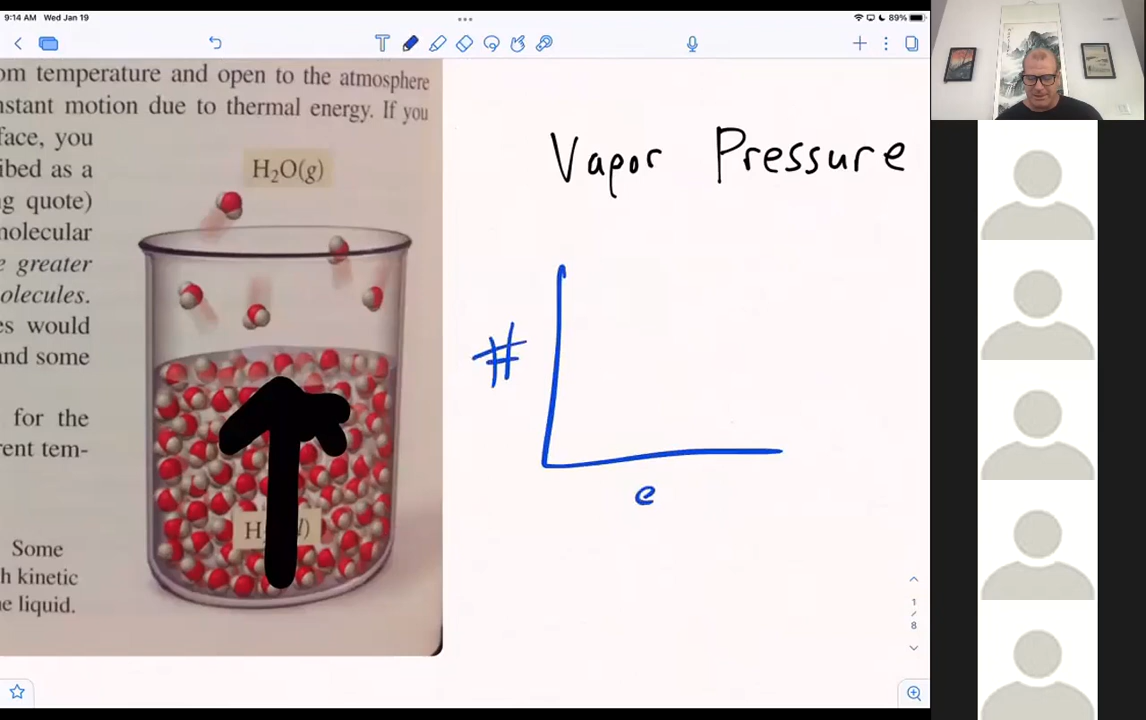 9:14 AM Wed Jan 19
89%
om temperature and open to the atmosphere
nstant motion due to thermal energy. If you
face, you
ibed as a
g quote)
nolecular
e greater
olecules.
es would
and some
for the
rent tem-
Some
h kinetic
e liquid.
H₂O(g)
H l)
Vapor Pressure
#
e
1
/
8